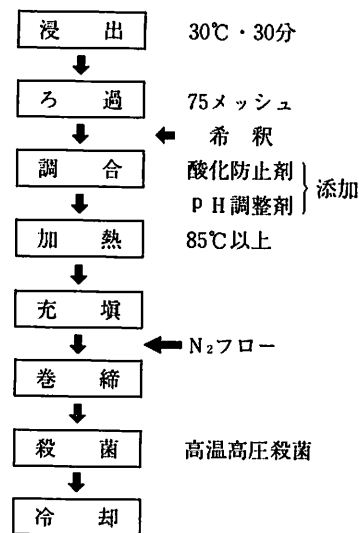 浸出 30℃・30分
ろ過 75メッシュ
希釈
調合 酸化防止剤
pH調整剤 添加
加熱 85℃以上
充塡
N₂フロー
巻締
殺菌 高温高圧殺菌
冷却